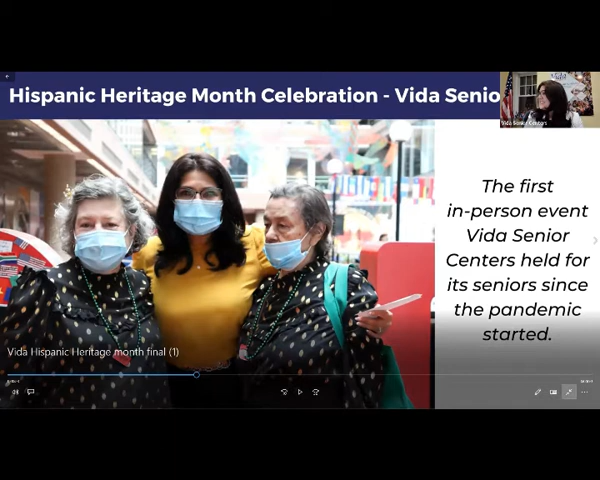 Hispanic Heritage Month Celebration - Vida Senio
Vida
Vida Senior Centers
The first
in-person event
Vida Senior
Centers held for
its seniors since
the pandemic
started.
Vida Hispanic Heritage month final (1)